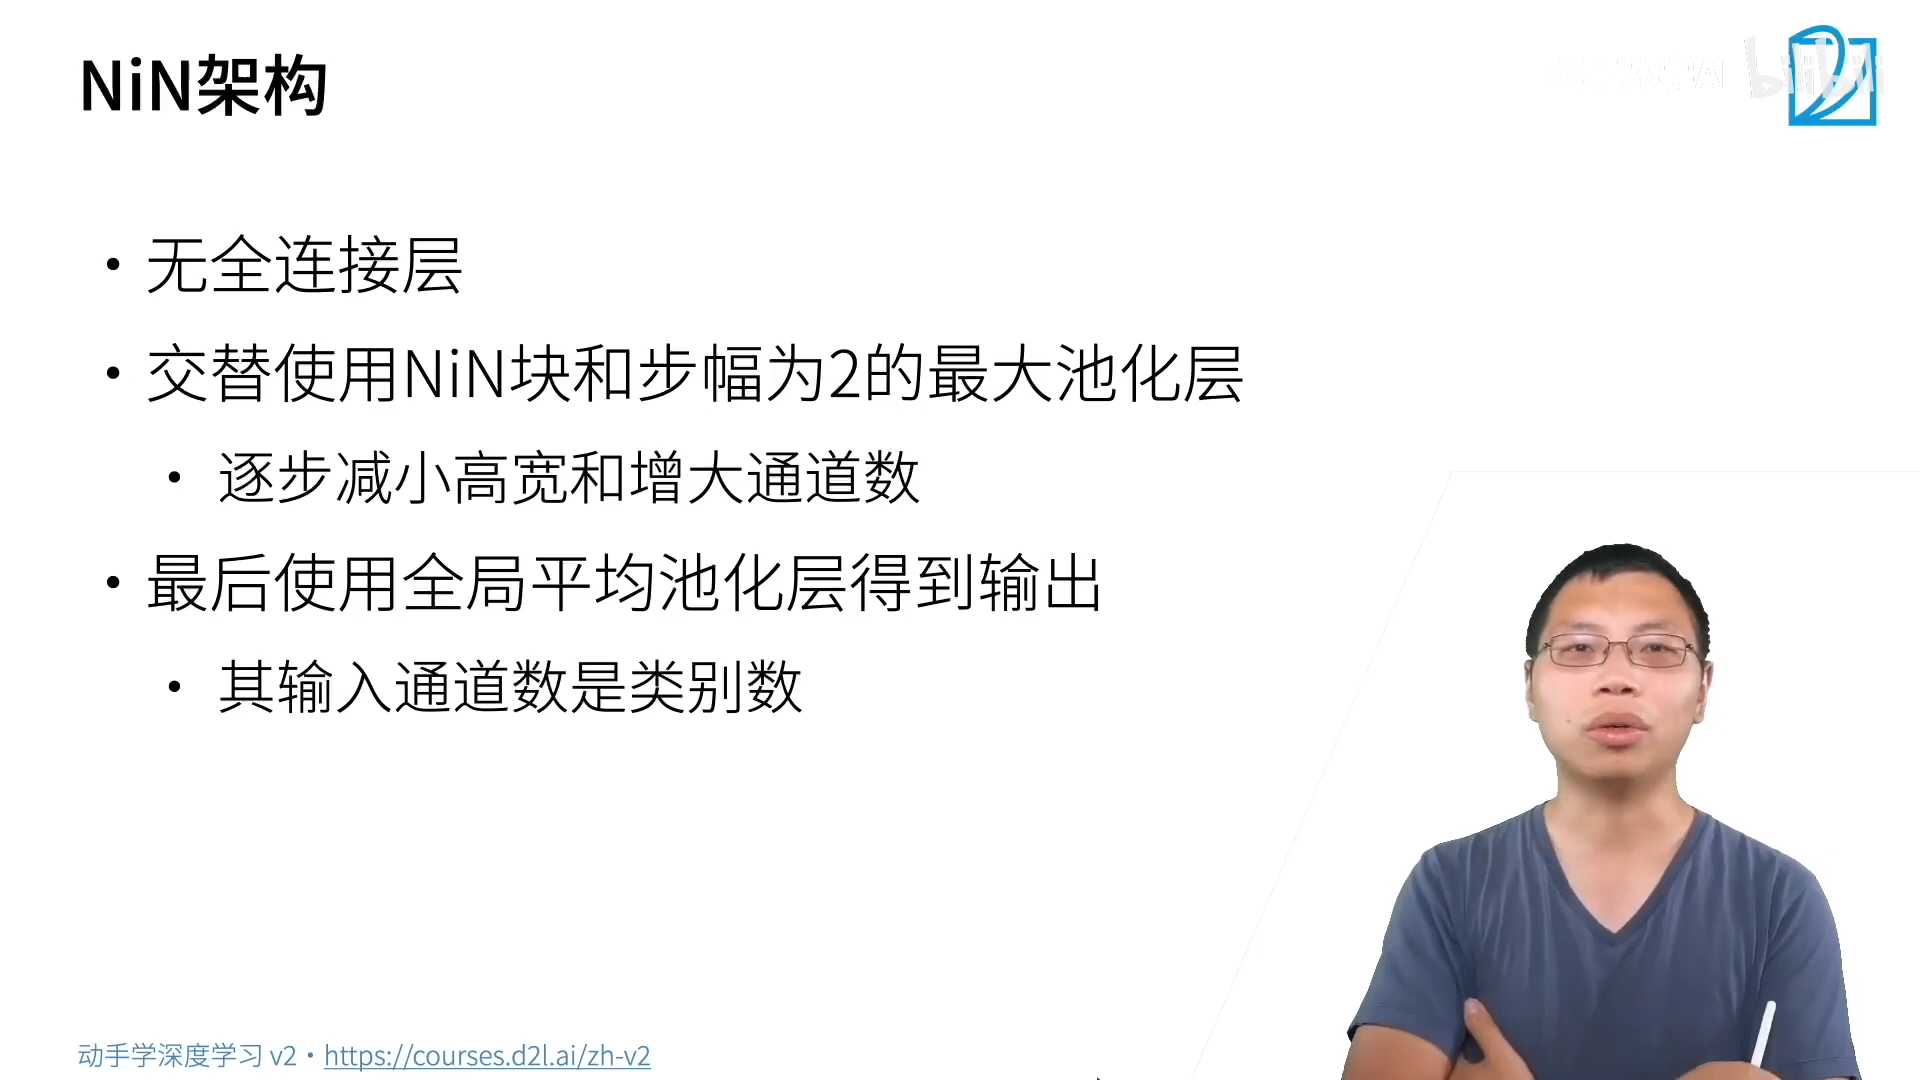 NiN架构
• 无全连接层
• 交替使用NiN块和步幅为2的最大池化层
• 逐步减小高宽和增大通道数
• 最后使用全局平均池化层得到输出
• 其输入通道数是类别数
动手学深度学习 v2 • https://courses.d2l.ai/zh-v2